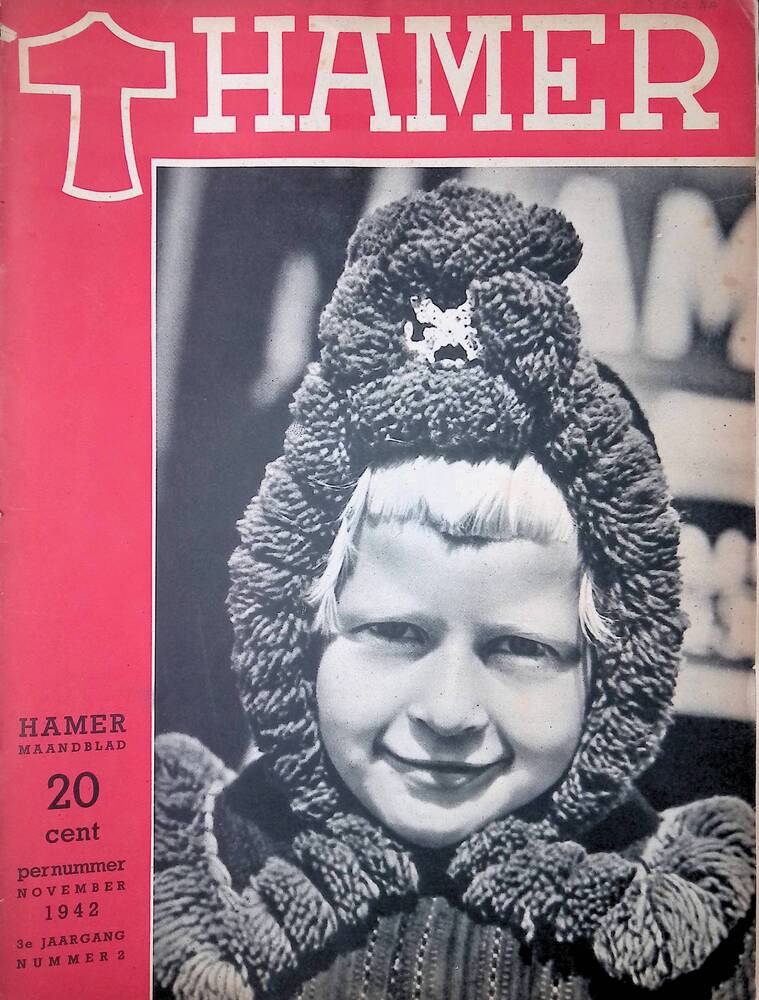 HAMER
HAMER
MAANDBLAD
20
cent
per nummer
NOVEMBER
1942
3e JAARGANG
NUMMER 2